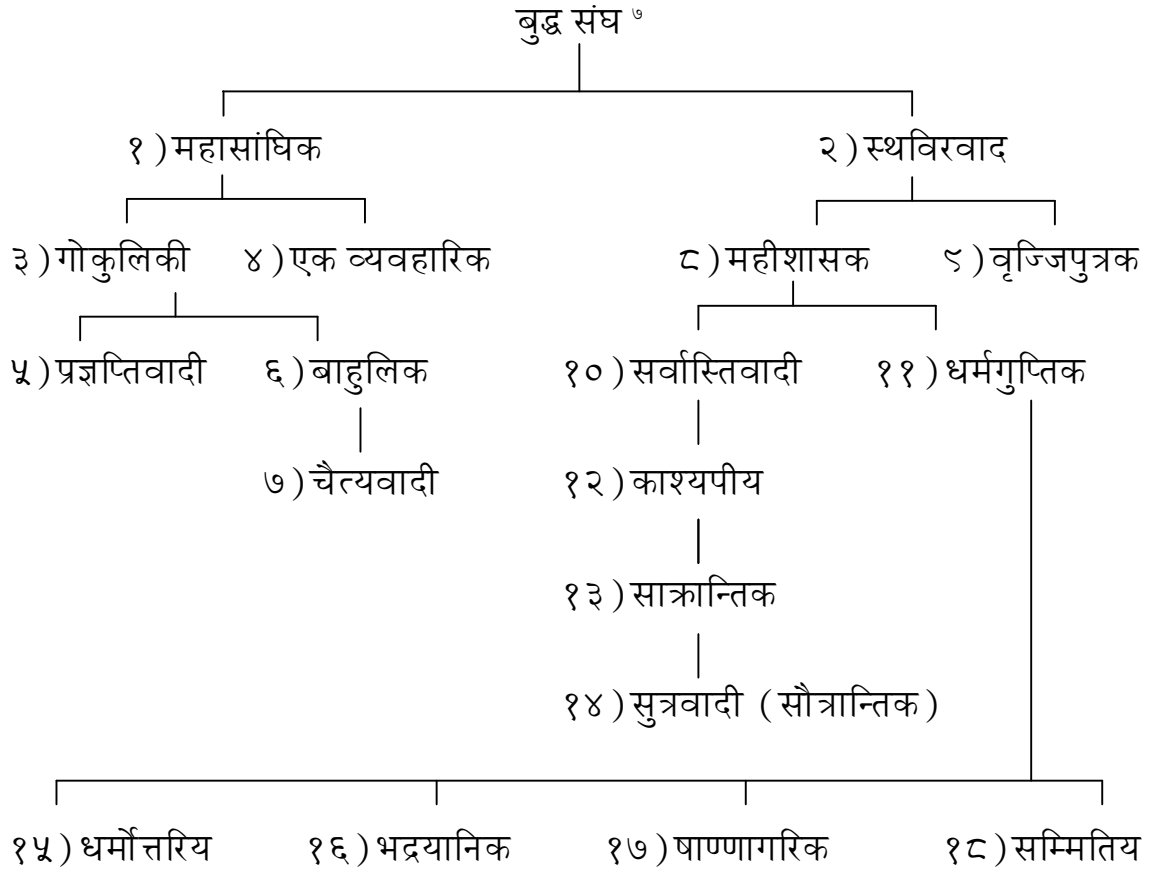 बुद्ध संघ ७
१)महासांघिक २)स्थविरवाद
३)गोकुलिकी ४)एक व्यवहारिक ८)महीशासक ९)वृज्जिपुत्रक
५)प्रज्ञप्तिवादी ६)बाहुलिक १०)सर्वास्तिवादी ११)धर्मगुप्तिक
७)चैत्यवादी १२)काश्यपीय
१३)साक्रान्तिक
१४)सुत्रवादी (सौत्रान्तिक)
१५)धर्मोत्तरिय १६)भद्रयानिक १७)षाण्णागरिक १८)सम्मितिय